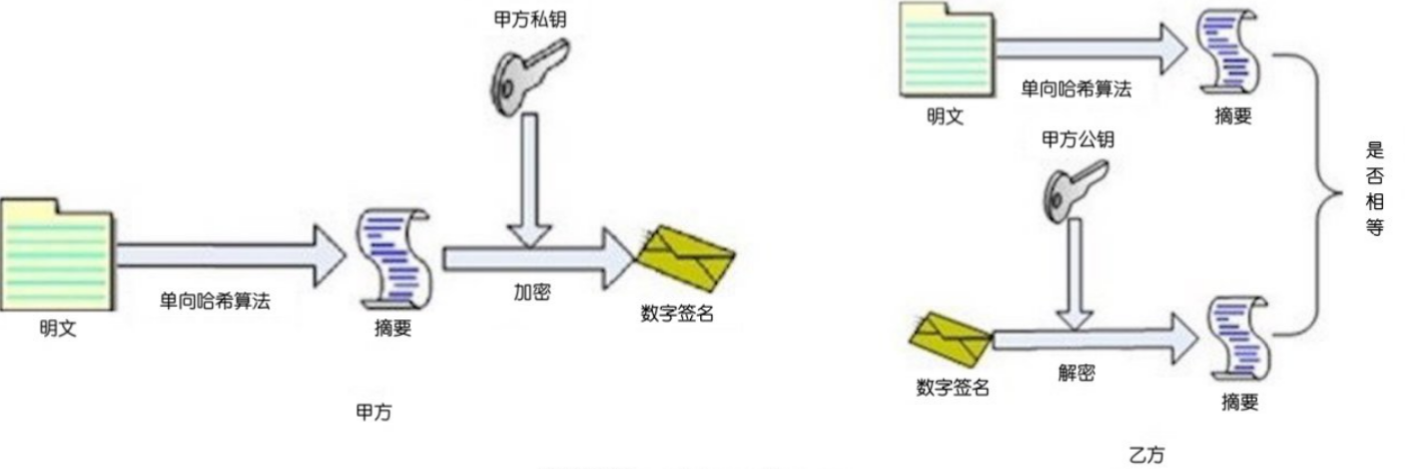 甲方私钥
单向哈希算法
加密
明文
摘要
数字签名
甲方
单向哈希算法
明文
摘要
甲方公钥
解密
数字签名
摘要
是否相等
乙方